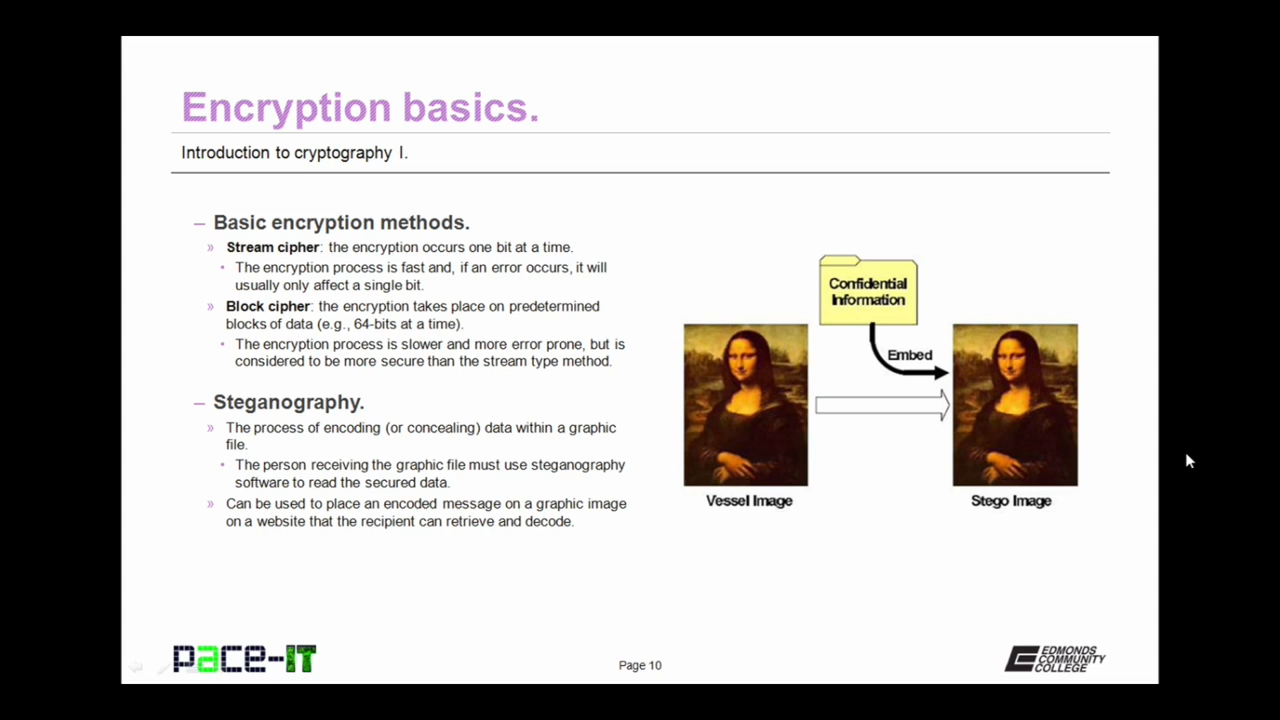 Encryption basics.
Introduction to cryptography I.
– Basic encryption methods.
» Stream cipher: the encryption occurs one bit at a time.
• The encryption process is fast and, if an error occurs, it will
usually only affect a single bit.
» Block cipher: the encryption takes place on predetermined
blocks of data (e.g., 64-bits at a time).
• The encryption process is slower and more error prone, but is
considered to be more secure than the stream type method.
– Steganography.
» The process of encoding (or concealing) data within a graphic
file.
• The person receiving the graphic file must use steganography
software to read the secured data.
» Can be used to place an encoded message on a graphic image
on a website that the recipient can retrieve and decode.
Confidential
Information
Embed
Vessel Image
Stego Image
pace-IT
Page 10
EDMONDS
COMMUNITY
COLLEGE